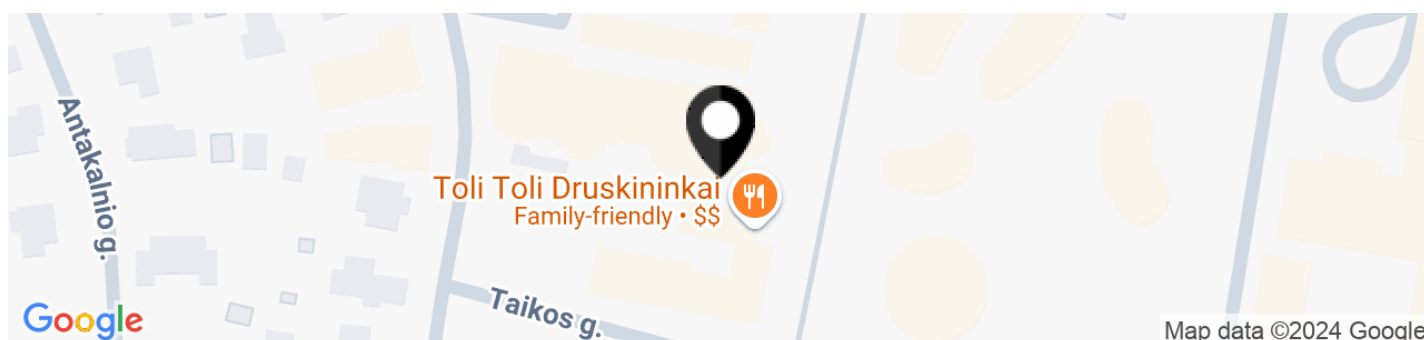 Antakalnio g.
Toli Toli Druskininkai
Family-friendly • $$
Taikos g.
Google
Map data ©2024 Google